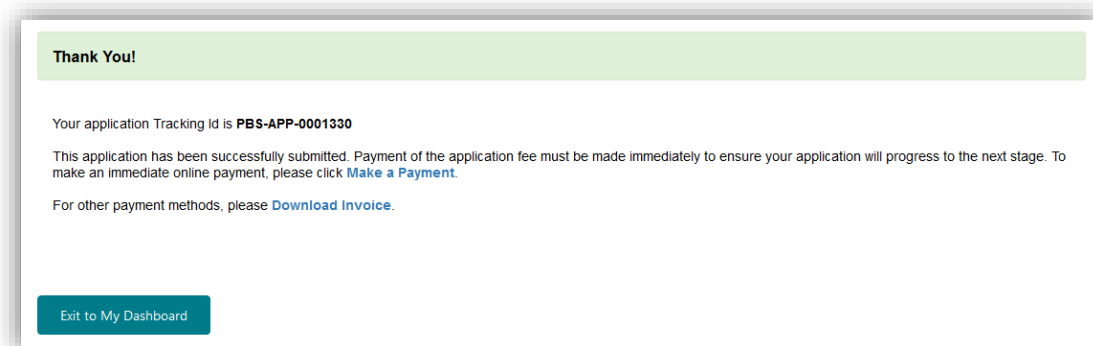 Thank You!
Your application Tracking Id is PBS-APP-0001330
This application has been successfully submitted. Payment of the application fee must be made immediately to ensure your application will progress to the next stage. To
make an immediate online payment, please click Make a Payment.
For other payment methods, please Download Invoice.
Exit to My Dashboard